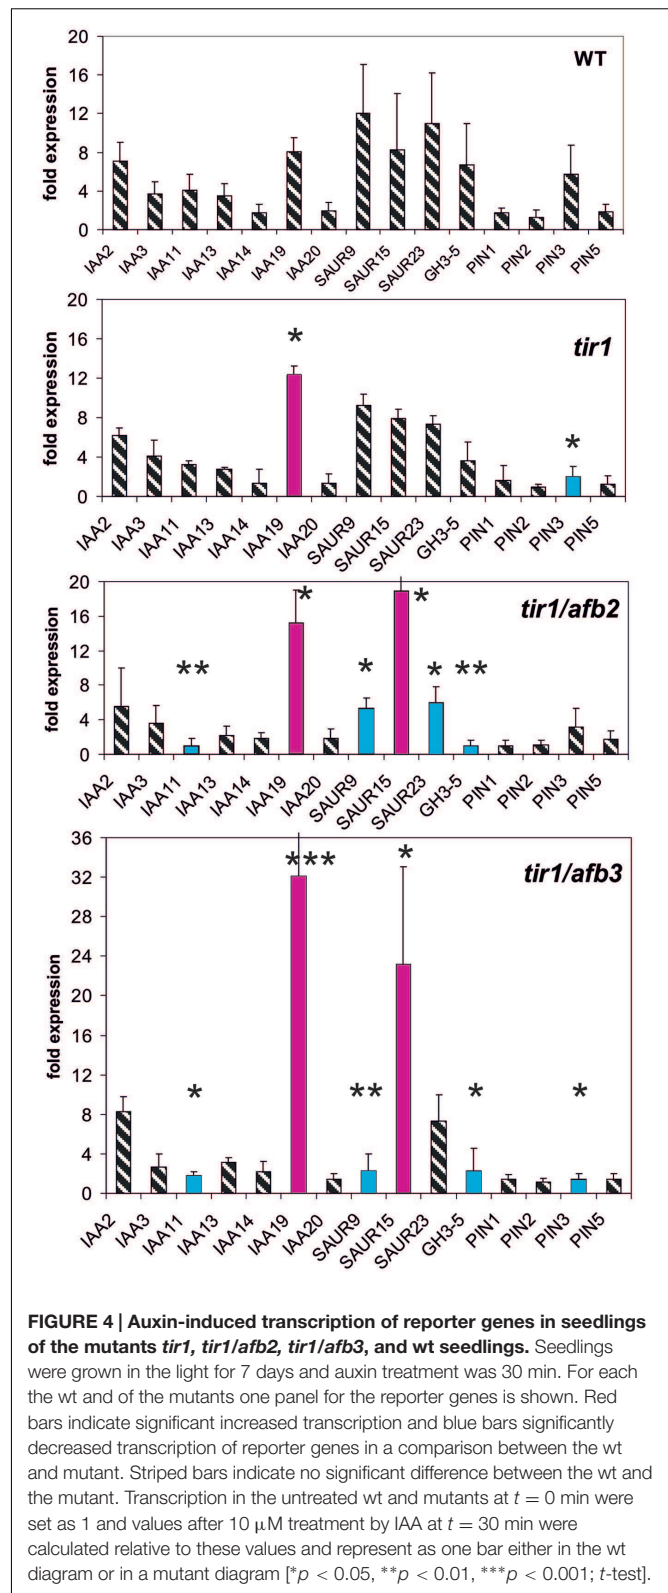 20
16
12
8
4
0
fold expression
WT
IAA2
IAA3
IAA11
IAA13
IAA14
IAA19
IAA20
SAUR9
SAUR15
SAUR23
GH3-5
PIN1
PIN2
PIN3
PIN5
20
16
12
8
4
0
fold expression
tir1
*
*
IAA2
IAA3
IAA11
IAA13
IAA14
IAA19
IAA20
SAUR9
SAUR15
SAUR23
GH3-5
PIN1
PIN2
PIN3
PIN5
20
16
12
8
4
0
fold expression
tir1/afb2
**
*
*
*
*
**
IAA2
IAA3
IAA11
IAA13
IAA14
IAA19
IAA20
SAUR9
SAUR15
SAUR23
GH3-5
PIN1
PIN2
PIN3
PIN5
36
32
28
24
20
16
12
8
4
0
fold expression
tir1/afb3
*
***
**
*
*
*
IAA2
IAA3
IAA11
IAA13
IAA14
IAA19
IAA20
SAUR9
SAUR15
SAUR23
GH3-5
PIN1
PIN2
PIN3
PIN5
FIGURE 4 | Auxin-induced transcription of reporter genes in seedlings
of the mutants tir1, tir1/afb2, tir1/afb3, and wt seedlings. Seedlings
were grown in the light for 7 days and auxin treatment was 30 min. For each
the wt and of the mutants one panel for the reporter genes is shown. Red
bars indicate significant increased transcription and blue bars significantly
decreased transcription of reporter genes in a comparison between the wt
and mutant. Striped bars indicate no significant difference between the wt and
the mutant. Transcription in the untreated wt and mutants at t = 0 min were
set as 1 and values after 10 μM treatment by IAA at t = 30 min were
calculated relative to these values and represent as one bar either in the wt
diagram or in a mutant diagram [*p < 0.05, **p < 0.01, ***p < 0.001; t-test].